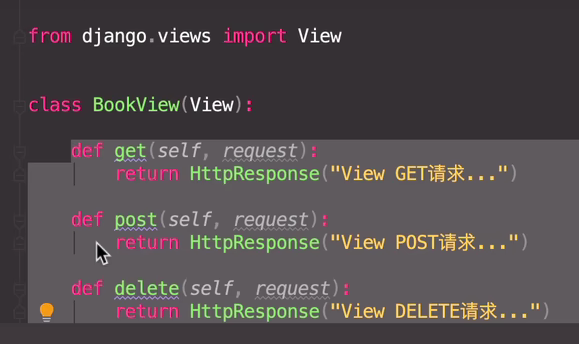 from django.views import View
class BookView(View):
def get(self, request):
return HttpResponse("View GET请求...")
def post(self, request):
return HttpResponse("View POST请求...")
def delete(self, request):
return HttpResponse("View DELETE请求...")